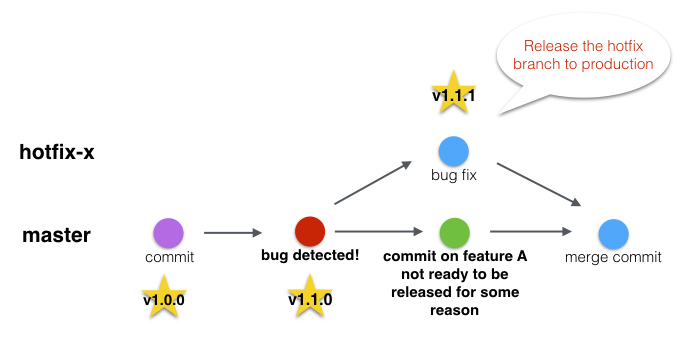 Release the hotfix
branch to production
v1.1.1
hotfix-x
bug fix
master
commit
bug detected!
commit on feature A
not ready to be
released for some
reason
merge commit
v1.0.0
v1.1.0